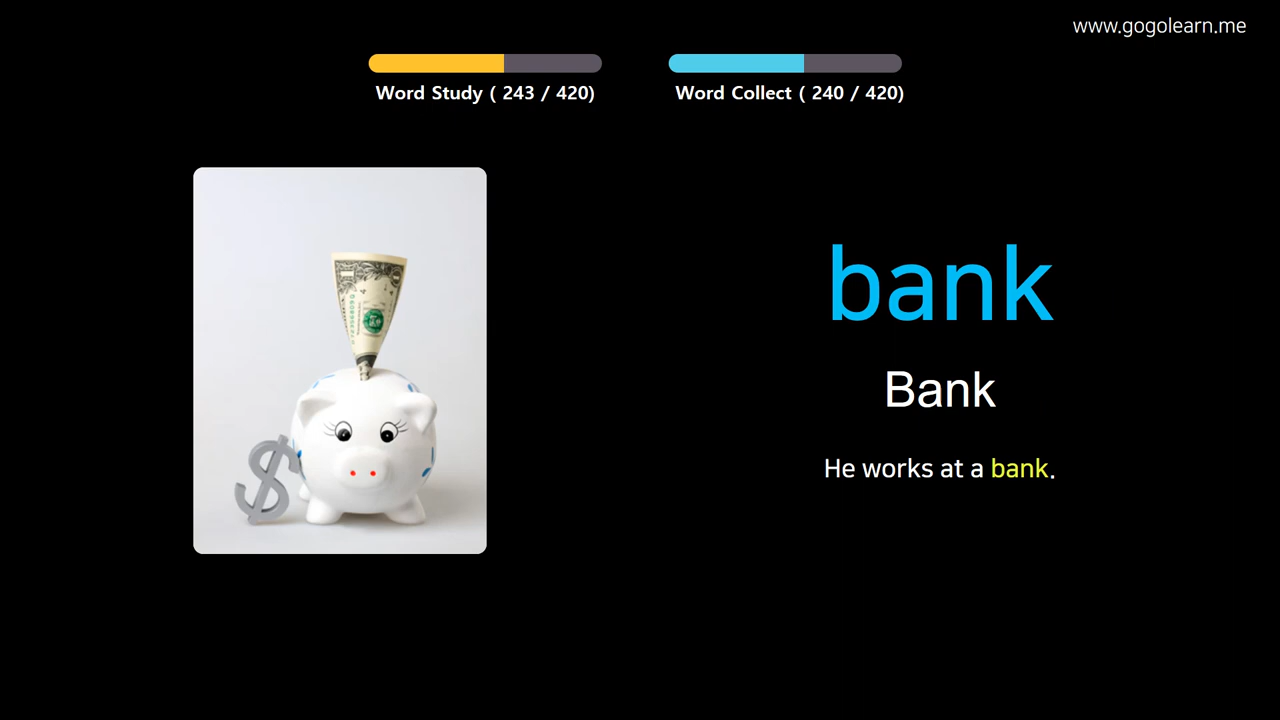 www.gogolearn.me
Word Study ( 243 / 420)
Word Collect ( 240 / 420)
bank
Bank
He works at a bank.
$